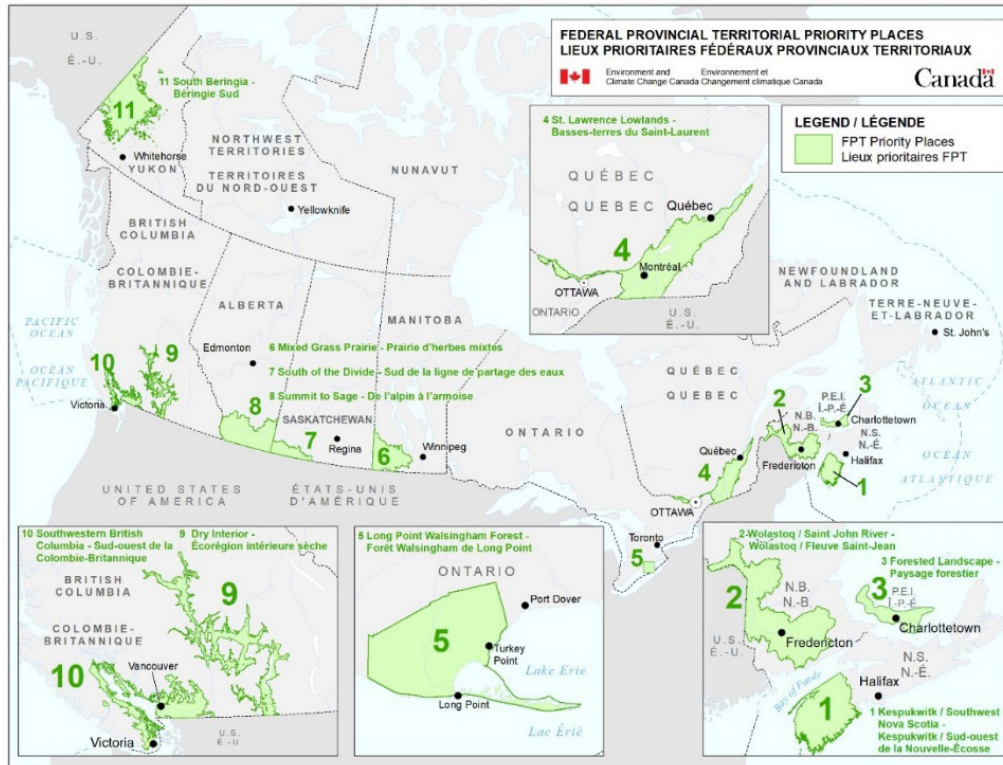 FEDERAL PROVINCIAL TERRITORIAL PRIORITY PLACES
LIEUX PRIORITAIRES FÉDÉRAUX PROVINCIAUX TERRITORIAUX
Environment and
Climate Change Canada
Environnement et
Changement climatique Canada
Canada
LEGEND / LÉGENDE
FPT Priority Places
Lieux prioritaires FPT
U.S.
É.-U.
11 South Beringia -
Béringie Sud
11
Whitehorse
YUKON
NORTHWEST
TERRITORIES
TERRITOIRES
DU NORD-OUEST
Yellowknife
NUNAVUT
BRITISH
COLUMBIA
COLOMBIE-
BRITANNIQUE
ALBERTA
Edmonton
MANITOBA
PACIFIC
OCEAN
OCÉAN
PACIFIQUE
10
9
Victoria
6 Mixed Grass Prairie - Prairie d'herbes mixtes
7 South of the Divide - Sud de la ligne de partage des eaux
8 Summit to Sage - De l'alpin à l'armoise
8
SASKATCHEWAN
7
Regina
6
Winnipeg
ONTARIO
UNITED STATES
OF AMERICA
ÉTATS-UNIS
D'AMÉRIQUE
4 St. Lawrence Lowlands -
Basses-terres du Saint-Laurent
QUÉBEC
QUEBEC
Québec
4
Montréal
OTTAWA
ONTARIO
U.S.
É.-U.
NEWFOUNDLAND
AND LABRADOR
TERRE-NEUVE-
ET-LABRADOR
St. John's
ATLANTIC
OCEAN
OCÉAN
ATLANTIQUE
QUÉBEC
QUEBEC
2
3
P.E.I.
Î.-P.-É.
Charlottetown
N.B.
N.-B.
N.S.
N.-É.
Québec
Fredericton
Halifax
4
1
OTTAWA
Toronto
5
10 Southwestern British
Columbia - Sud-ouest de la
Colombie-Britannique
9 Dry Interior -
Écorégion intérieure sèche
BRITISH
COLUMBIA
9
COLOMBIE-
BRITANNIQUE
10
Vancouver
Victoria
U.S.
É.-U.
5 Long Point Walsingham Forest -
Forêt Walsingham de Long Point
ONTARIO
Port Dover
5
Turkey
Point
Lake Erie
Long Point
Lac Érié
2-Wolastoq / Saint John River -
Wolastoq / Fleuve Saint-Jean
3 Forested Landscape -
Paysage forestier
2
N.B.
N.-B.
3
P.E.I.
Î.-P.-É.
U.S.
É.-U.
Fredericton
Charlottetown
N.S.
N.-É.
Bay of Fundy
Halifax
1
1 Kespukwitk / Southwest
Nova Scotia -
Kespukwitk / Sud-ouest
de la Nouvelle-Écosse